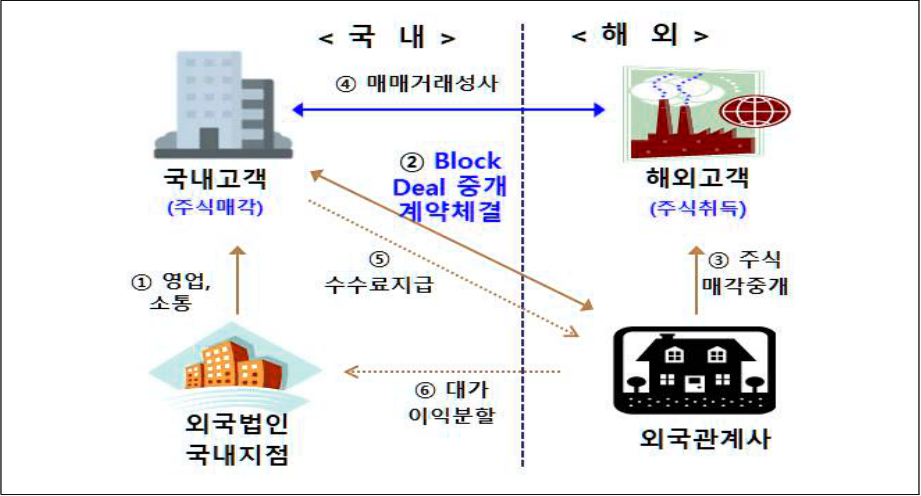 < 국 내 >
< 해 외 >
④ 매매거래성사
② Block
Deal 중개
계약체결
국내고객
(주식매각)
해외고객
(주식취득)
① 영업,
소통
⑤
수수료지급
③ 주식
매각중개
⑥ 대가
이익분할
외국법인
국내지점
외국관계사